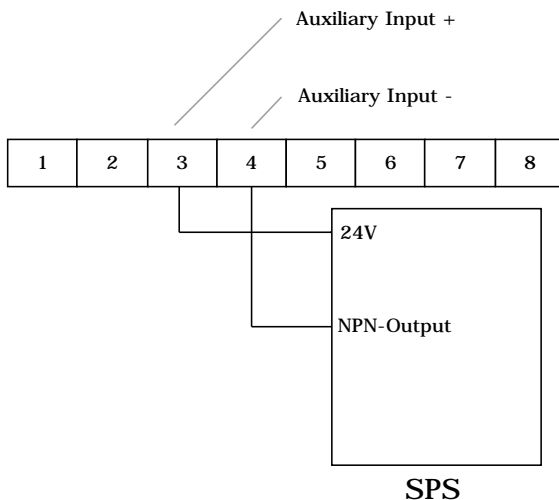 Auxiliary Input +
Auxiliary Input -
1 2 3 4 5 6 7 8
24V
NPN-Output
SPS